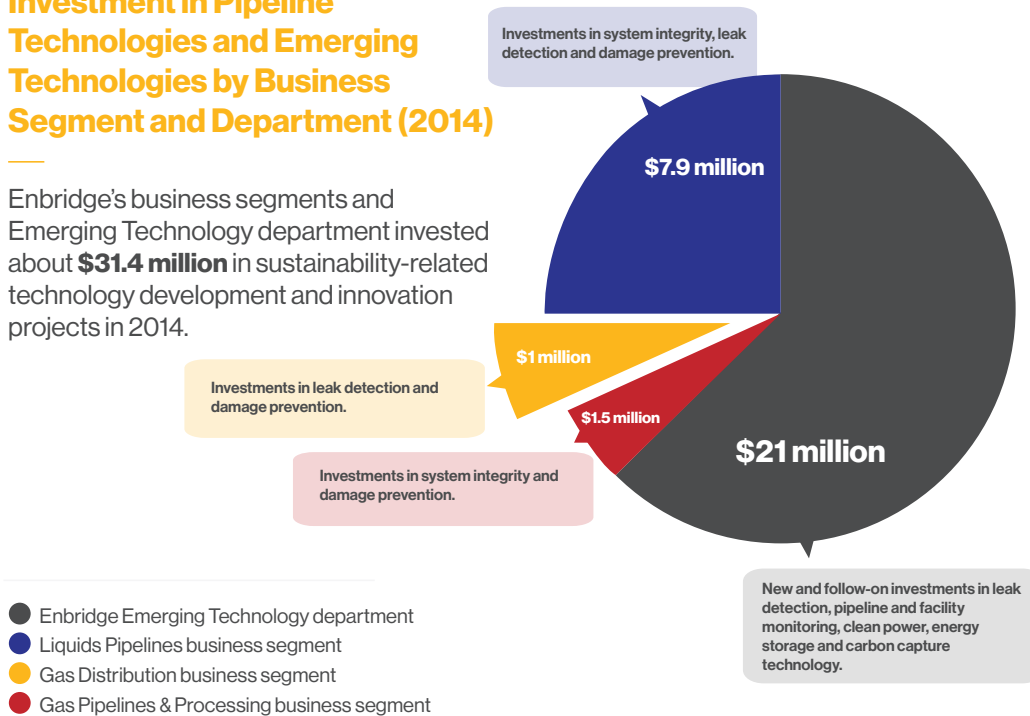 Investment in Pipeline
Technologies and Emerging
Technologies by Business
Segment and Department (2014)
Enbridge's business segments and
Emerging Technology department invested
about $31.4 million in sustainability-related
technology development and innovation
projects in 2014.
Investments in system integrity, leak
detection and damage prevention.
$7.9 million
$1 million
Investments in leak detection and
damage prevention.
$1.5 million
Investments in system integrity and
damage prevention.
$21 million
New and follow-on investments in leak
detection, pipeline and facility
monitoring, clean power, energy
storage and carbon capture
technology.
Enbridge Emerging Technology department
Liquids Pipelines business segment
Gas Distribution business segment
Gas Pipelines & Processing business segment